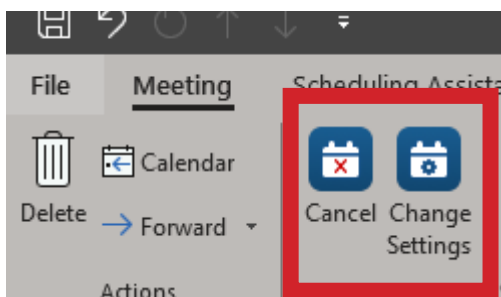 File Meeting Scheduling Assista
Calendar
Delete Cancel Change
Forward Settings
Actions